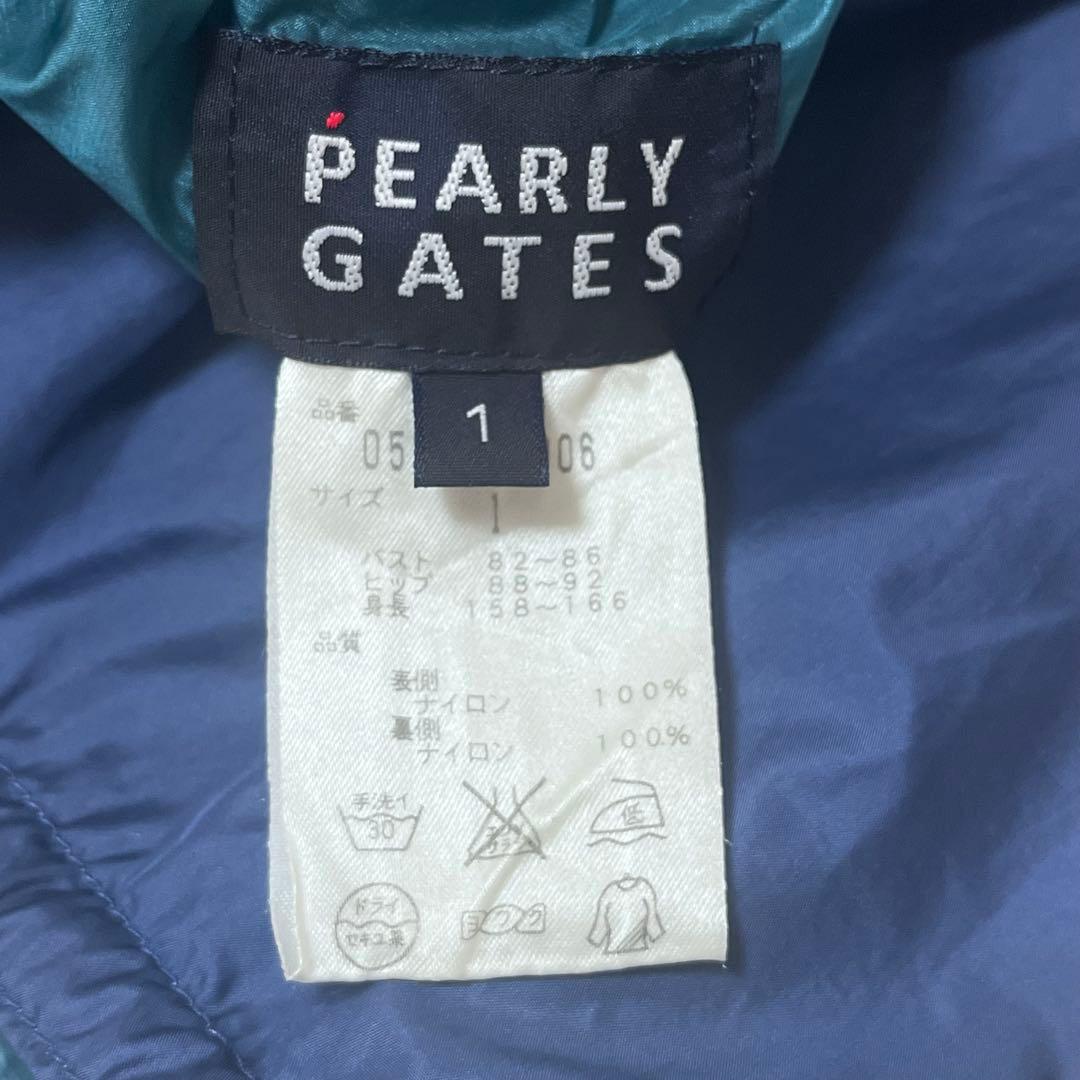 PEARLY
GATES
1
品番
05 06
サイズ
1
バスト 82~86
ヒップ 88~92
身長 158~166
品質
表側
ナイロン 100%
裏側
ナイロン 100%
手洗イ
30
低
ドライ
セキユ系